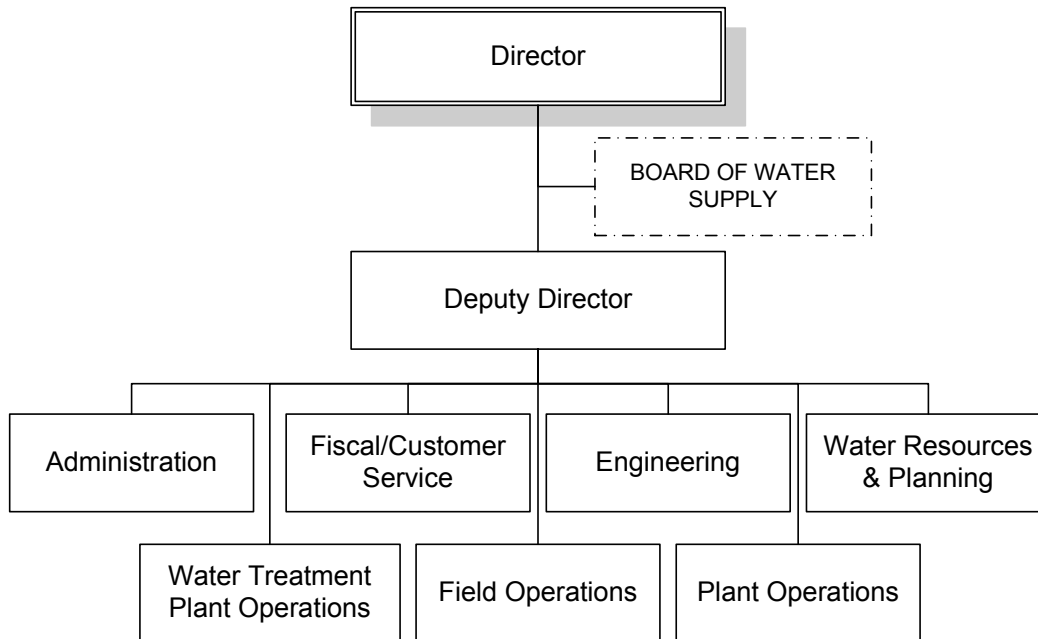 Director
BOARD OF WATER
SUPPLY
Deputy Director
Administration
Fiscal/Customer
Service
Engineering
Water Resources
& Planning
Water Treatment
Plant Operations
Field Operations
Plant Operations